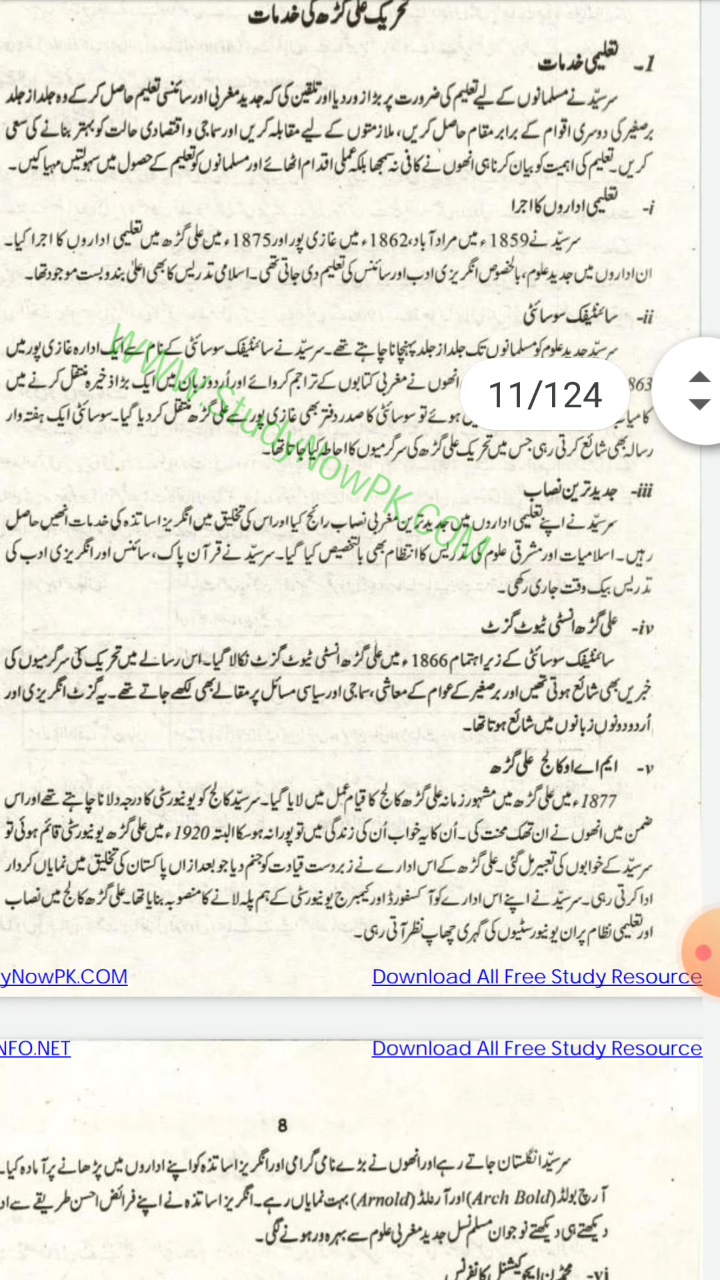 تحریک علی گڑھ کی خدمات
1۔ تعلیمی خدمات
سرسیّد نے مسلمانوں کے لیے تعلیم کی ضرورت پر بڑا زور دیا اور تلقین کی کہ جدید مغربی اور سائنسی تعلیم حاصل کر کے وہ جلد از جلد
برصغیر کی دوسری اقوام کے برابر مقام حاصل کریں، ملازمتوں کے لیے مقابلہ کریں اور سماجی و اقتصادی حالت کو بہتر بنانے کی سعی
کریں۔ تعلیم کی اہمیت کو بیان کرنا ہی انھوں نے کافی نہ سمجھا بلکہ عملی اقدام اٹھائے اور مسلمانوں کو تعلیم کے حصول میں سہولتیں مہیا کیں۔
i- تعلیمی اداروں کا اجرا
سرسیّد نے 1859ء میں مراد آباد، 1862ء میں غازی پور اور 1875ء میں علی گڑھ میں تعلیمی اداروں کا اجرا کیا۔
ان اداروں میں جدید علوم، بالخصوص انگریزی ادب اور سائنس کی تعلیم دی جاتی تھی۔ اسلامی تدریس کا بھی اعلیٰ بندوبست موجود تھا۔
ii- سائنٹیفک سوسائٹی
سرسیّد جدید علوم کو مسلمانوں تک جلد از جلد پہنچانا چاہتے تھے۔ سرسیّد نے سائنٹیفک سوسائٹی کے نام سے ایک ادارہ غازی پور میں
863 انھوں نے مغربی کتابوں کے تراجم کروائے اور اُردو زبان میں ایک بڑا ذخیرہ منتقل کرنے میں
ہوئے تو سوسائٹی کا صدر دفتر بھی غازی پور سے علی گڑھ منتقل کر دیا گیا۔ سوسائٹی ایک ہفتہ وار
رسالہ بھی شائع کرتی رہی جس میں تحریک علی گڑھ کی سرگرمیوں کا احاطہ کیا جاتا تھا۔
www.StudyNowPK.COM
11/124
iii- جدید ترین نصاب
سرسیّد نے اپنے تعلیمی اداروں میں جدید ترین مغربی نصاب رائج کیا اور اس کی تخلیق میں انگریز اساتذہ کی خدمات انھیں حاصل
رہیں۔ اسلامیات اور مشرقی علوم کی تدریس کا انتظام بھی بالتخصیص کیا گیا۔ سرسیّد نے قرآن پاک، سائنس اور انگریزی ادب کی
تدریس بیک وقت جاری رکھی۔
iv- علی گڑھ انسٹی ٹیوٹ گزٹ
سائنٹیفک سوسائٹی کے زیر اہتمام 1866ء میں علی گڑھ انسٹی ٹیوٹ گزٹ نکالا گیا۔ اس رسالے میں تحریک کی سرگرمیوں کی
خبریں بھی شائع ہوتی تھیں اور برصغیر کے عوام کے معاشی، سماجی اور سیاسی مسائل پر مقالے بھی لکھے جاتے تھے۔ یہ گزٹ انگریزی اور
اُردو دونوں زبانوں میں شائع ہوتا تھا۔
v- ایم اے او کالج علی گڑھ
1877ء میں علی گڑھ میں مشہور زمانہ علی گڑھ کالج کا قیام عمل میں لایا گیا۔ سرسیّد کالج کو یونیورسٹی کا درجہ دلانا چاہتے تھے اور اس
ضمن میں انھوں نے ان تھک محنت کی۔ اُن کا یہ خواب اُن کی زندگی میں تو پورا نہ ہو سکا البتہ 1920ء میں علی گڑھ یونیورسٹی قائم ہوئی تو
سرسیّد کے خوابوں کی تعبیر مل گئی۔ علی گڑھ کے اس ادارے نے زبردست قیادت کو جنم دیا جو بعد ازاں پاکستان کی تخلیق میں نمایاں کردار
ادا کرتی رہی۔ سرسیّد نے اپنے اس ادارے کو آکسفورڈ اور کیمبرج یونیورسٹی کے ہم پلہ لانے کا منصوبہ بنایا تھا۔ علی گڑھ کالج میں نصاب
اور تعلیمی نظام پر ان یونیورسٹیوں کی گہری چھاپ نظر آتی رہی۔
yNowPK.COM Download All Free Study Resource
NFO.NET Download All Free Study Resource
8
سرسیّد انگلستان جاتے رہے اور انھوں نے بڑے نامی گرامی اور انگریز اساتذہ کو اپنے اداروں میں پڑھانے پر آمادہ کیا۔
آرچ بولڈ (Arch Bold) اور آرنلڈ (Arnold) بہت نمایاں رہے۔ انگریز اساتذہ نے اپنے فرائض احسن طریقے سے اد
دیکھتے ہی دیکھتے نوجوان مسلم نسل جدید مغربی علوم سے بہرہ ور ہونے لگی۔
vi- محمڈن ایجوکیشنل کانفرنس